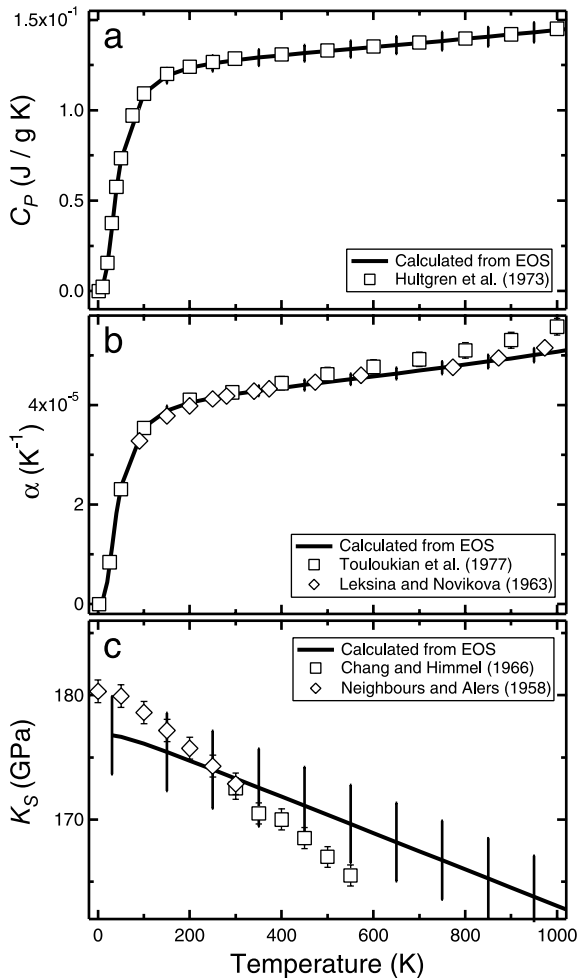 a
1.5x10⁻¹
1.0
0.5
0.0
C_P (J / g K)
Calculated from EOS
Hultgren et al. (1973)
b
4x10⁻⁵
2
0
α (K⁻¹)
Calculated from EOS
Touloukian et al. (1977)
Leksina and Novikova (1963)
c
180
170
K_S (GPa)
Calculated from EOS
Chang and Himmel (1966)
Neighbours and Alers (1958)
0 200 400 600 800 1000
Temperature (K)